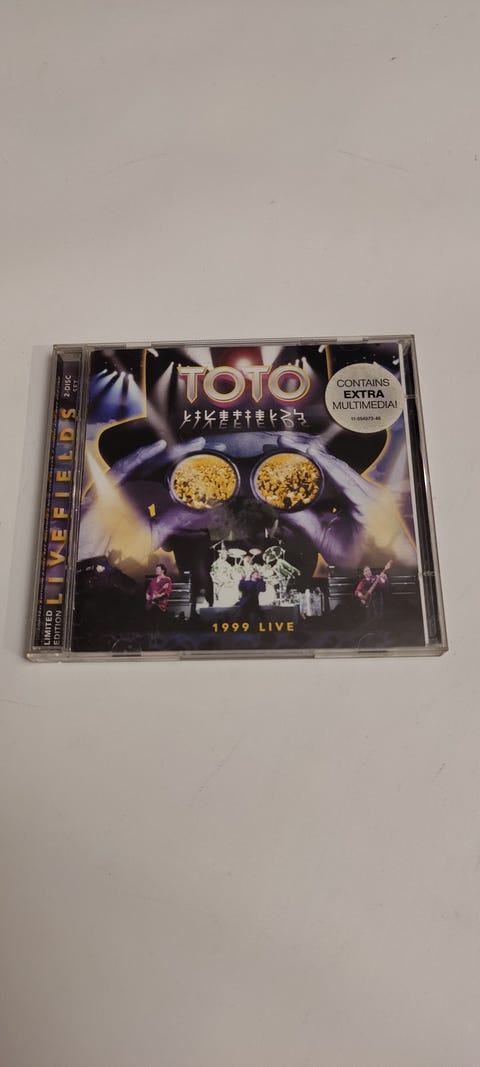 TOTO
LIVEFIELDS
1999 LIVE
CONTAINS
EXTRA
MULTIMEDIA!
LIMITED
EDITION
LIVEFIELDS
2-DISC
SET